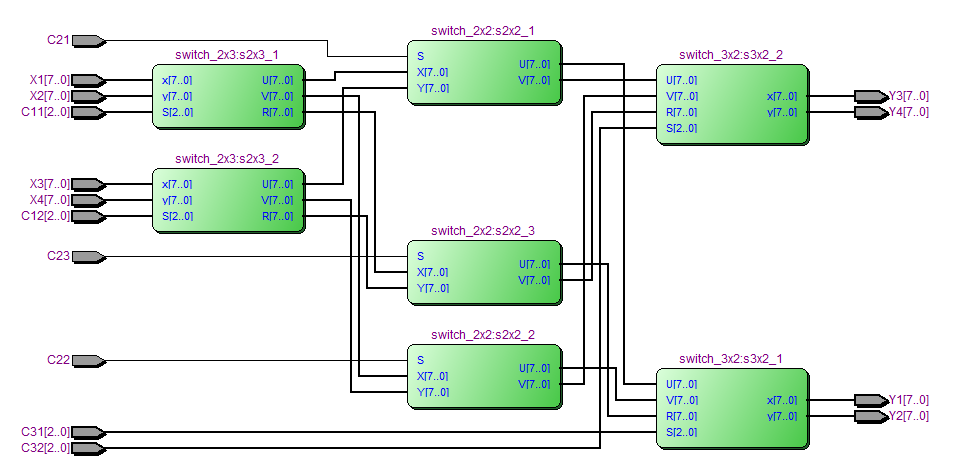 C21
X1[7..0]
X2[7..0]
C11[2..0]
X3[7..0]
X4[7..0]
C12[2..0]
C23
C22
C31[2..0]
C32[2..0]
switch_2x3:s2x3_1
x[7..0] U[7..0]
y[7..0] V[7..0]
S[2..0] R[7..0]
switch_2x3:s2x3_2
x[7..0] U[7..0]
y[7..0] V[7..0]
S[2..0] R[7..0]
switch_2x2:s2x2_1
S
X[7..0] U[7..0]
Y[7..0] V[7..0]
switch_2x2:s2x2_3
S
X[7..0] U[7..0]
Y[7..0] V[7..0]
switch_2x2:s2x2_2
S
X[7..0] U[7..0]
Y[7..0] V[7..0]
switch_3x2:s3x2_2
U[7..0]
V[7..0] x[7..0]
R[7..0] y[7..0]
S[2..0]
switch_3x2:s3x2_1
U[7..0]
V[7..0] x[7..0]
R[7..0] y[7..0]
S[2..0]
Y3[7..0]
Y4[7..0]
Y1[7..0]
Y2[7..0]